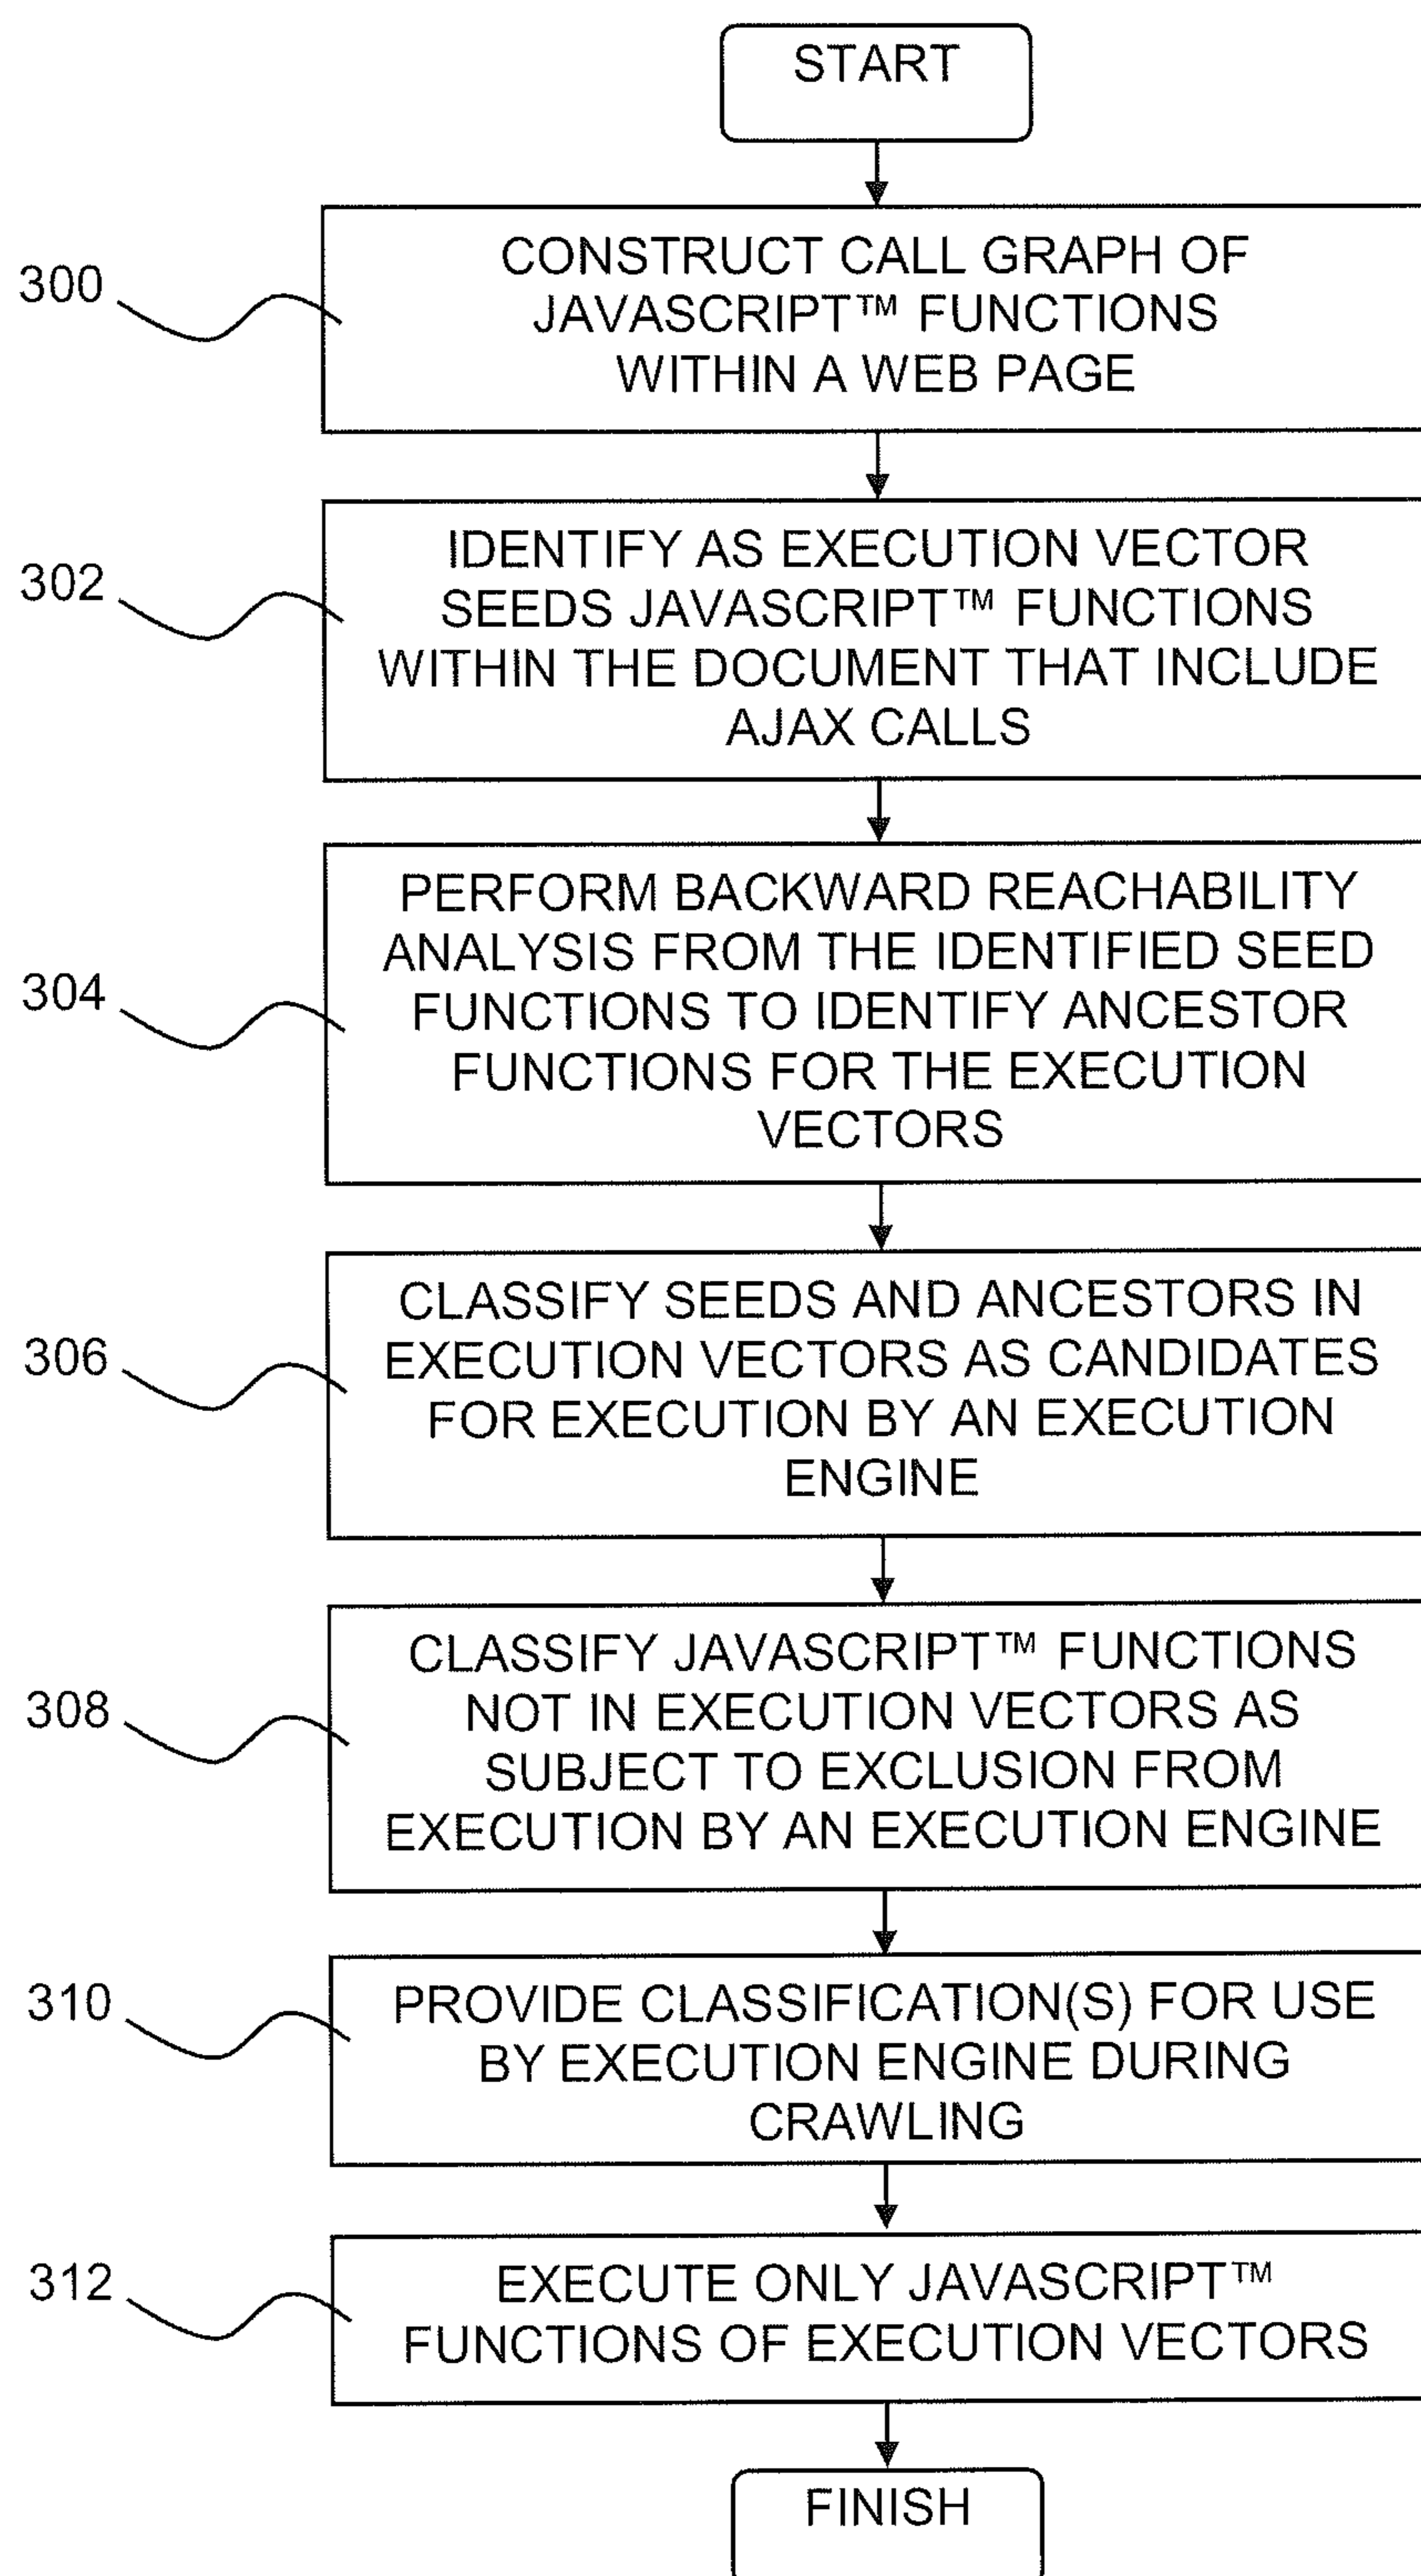 START
300
CONSTRUCT CALL GRAPH OF
JAVASCRIPT™ FUNCTIONS
WITHIN A WEB PAGE
302
IDENTIFY AS EXECUTION VECTOR
SEEDS JAVASCRIPT™ FUNCTIONS
WITHIN THE DOCUMENT THAT INCLUDE
AJAX CALLS
304
PERFORM BACKWARD REACHABILITY
ANALYSIS FROM THE IDENTIFIED SEED
FUNCTIONS TO IDENTIFY ANCESTOR
FUNCTIONS FOR THE EXECUTION
VECTORS
306
CLASSIFY SEEDS AND ANCESTORS IN
EXECUTION VECTORS AS CANDIDATES
FOR EXECUTION BY AN EXECUTION
ENGINE
308
CLASSIFY JAVASCRIPT™ FUNCTIONS
NOT IN EXECUTION VECTORS AS
SUBJECT TO EXCLUSION FROM
EXECUTION BY AN EXECUTION ENGINE
310
PROVIDE CLASSIFICATION(S) FOR USE
BY EXECUTION ENGINE DURING
CRAWLING
312
EXECUTE ONLY JAVASCRIPT™
FUNCTIONS OF EXECUTION VECTORS
FINISH